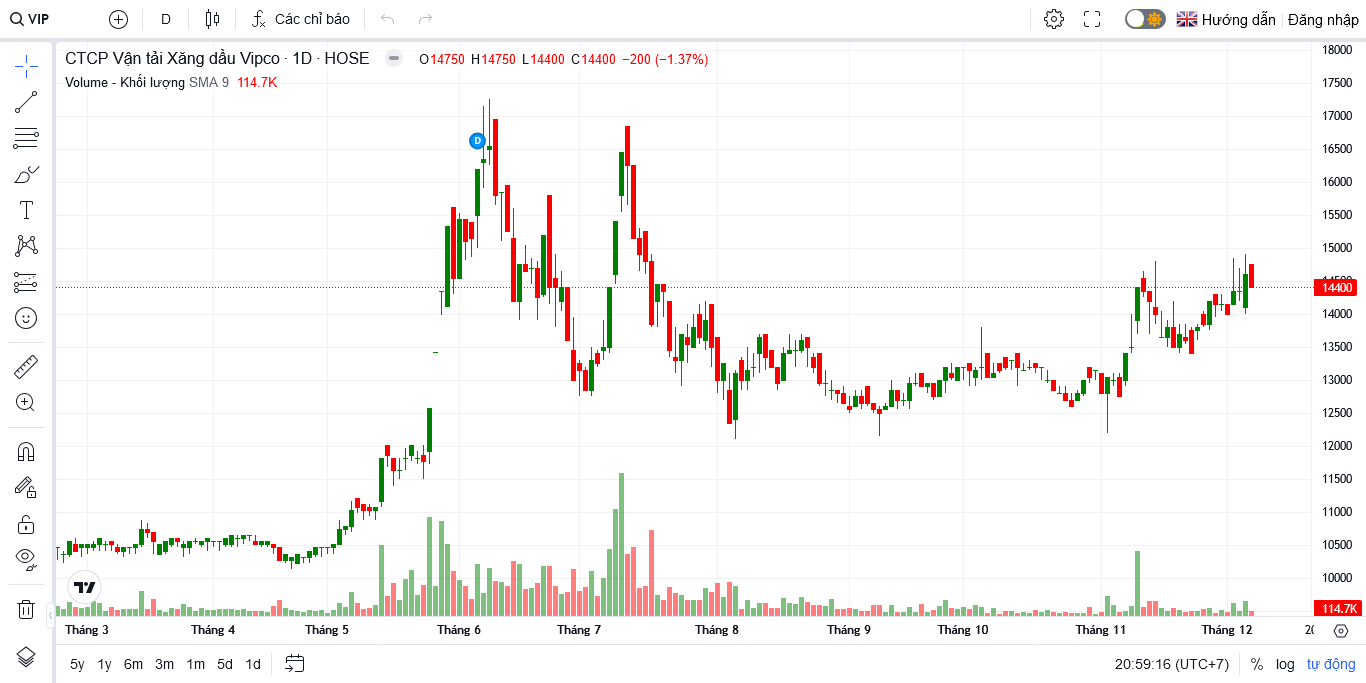 VIP D Các chỉ báo Hướng dẫn Đăng nhập
CTCP Vận tải Xăng dầu Vipco · 1D · HOSE O14750 H14750 L14400 C14400 −200 (−1.37%)
Volume - Khối lượng SMA 9 114.7K
D
18000
17500
17000
16500
16000
15500
15000
14400
14000
13500
13000
12500
12000
11500
11000
10500
10000
114.7K
Tháng 3 Tháng 4 Tháng 5 Tháng 6 Tháng 7 Tháng 8 Tháng 9 Tháng 10 Tháng 11 Tháng 12
5y 1y 6m 3m 1m 5d 1d 20:59:16 (UTC+7) % log tự động